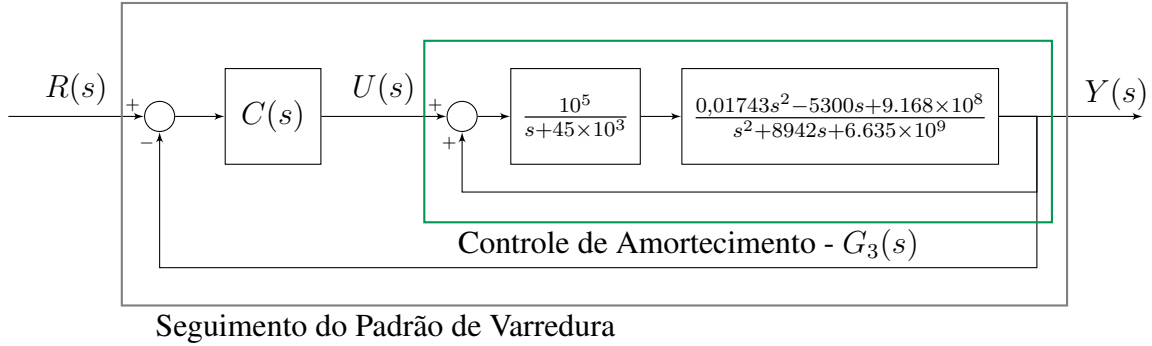 R(s)
+
−
C(s)
U(s)
+
+
10^5
s+45×10^3
0,01743s^2−5300s+9.168×10^8
s^2+8942s+6.635×10^9
Y(s)
Controle de Amortecimento - G_3(s)
Seguimento do Padrão de Varredura